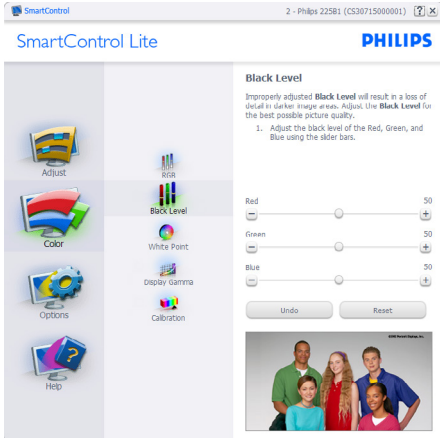 SmartControl
2 - Philips 225B1 (CS30715000001)
SmartControl Lite
PHILIPS
Adjust
Color
Options
Help
RGB
Black Level
White Point
Display Gamma
Calibration
Black Level
Improperly adjusted Black Level will result in a loss of
detail in darker image areas. Adjust the Black Level for
the best possible picture quality.
1. Adjust the black level of the Red, Green, and
Blue using the slider bars.
Red 50
Green 50
Blue 50
Undo Reset